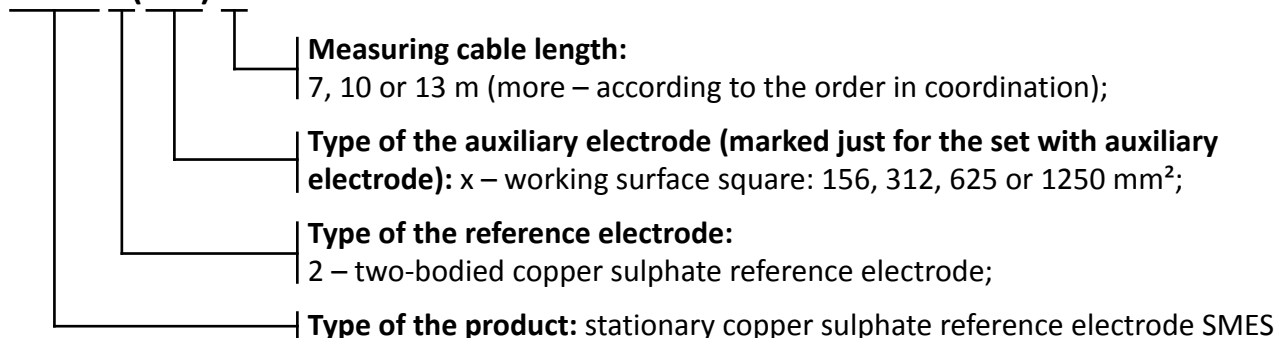 Measuring cable length:
7, 10 or 13 m (more – according to the order in coordination);
Type of the auxiliary electrode (marked just for the set with auxiliary
electrode): x – working surface square: 156, 312, 625 or 1250 mm²;
Type of the reference electrode:
2 – two-bodied copper sulphate reference electrode;
Type of the product: stationary copper sulphate reference electrode SMES